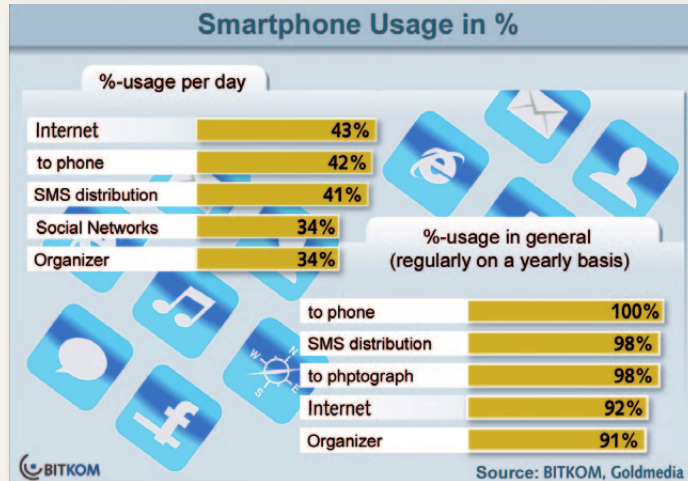 Smartphone Usage in %
%-usage per day
Internet 43%
to phone 42%
SMS distribution 41%
Social Networks 34%
Organizer 34%
%-usage in general
(regularly on a yearly basis)
to phone 100%
SMS distribution 98%
to phptograph 98%
Internet 92%
Organizer 91%
W N
S E
BITKOM
Source: BITKOM, Goldmedia